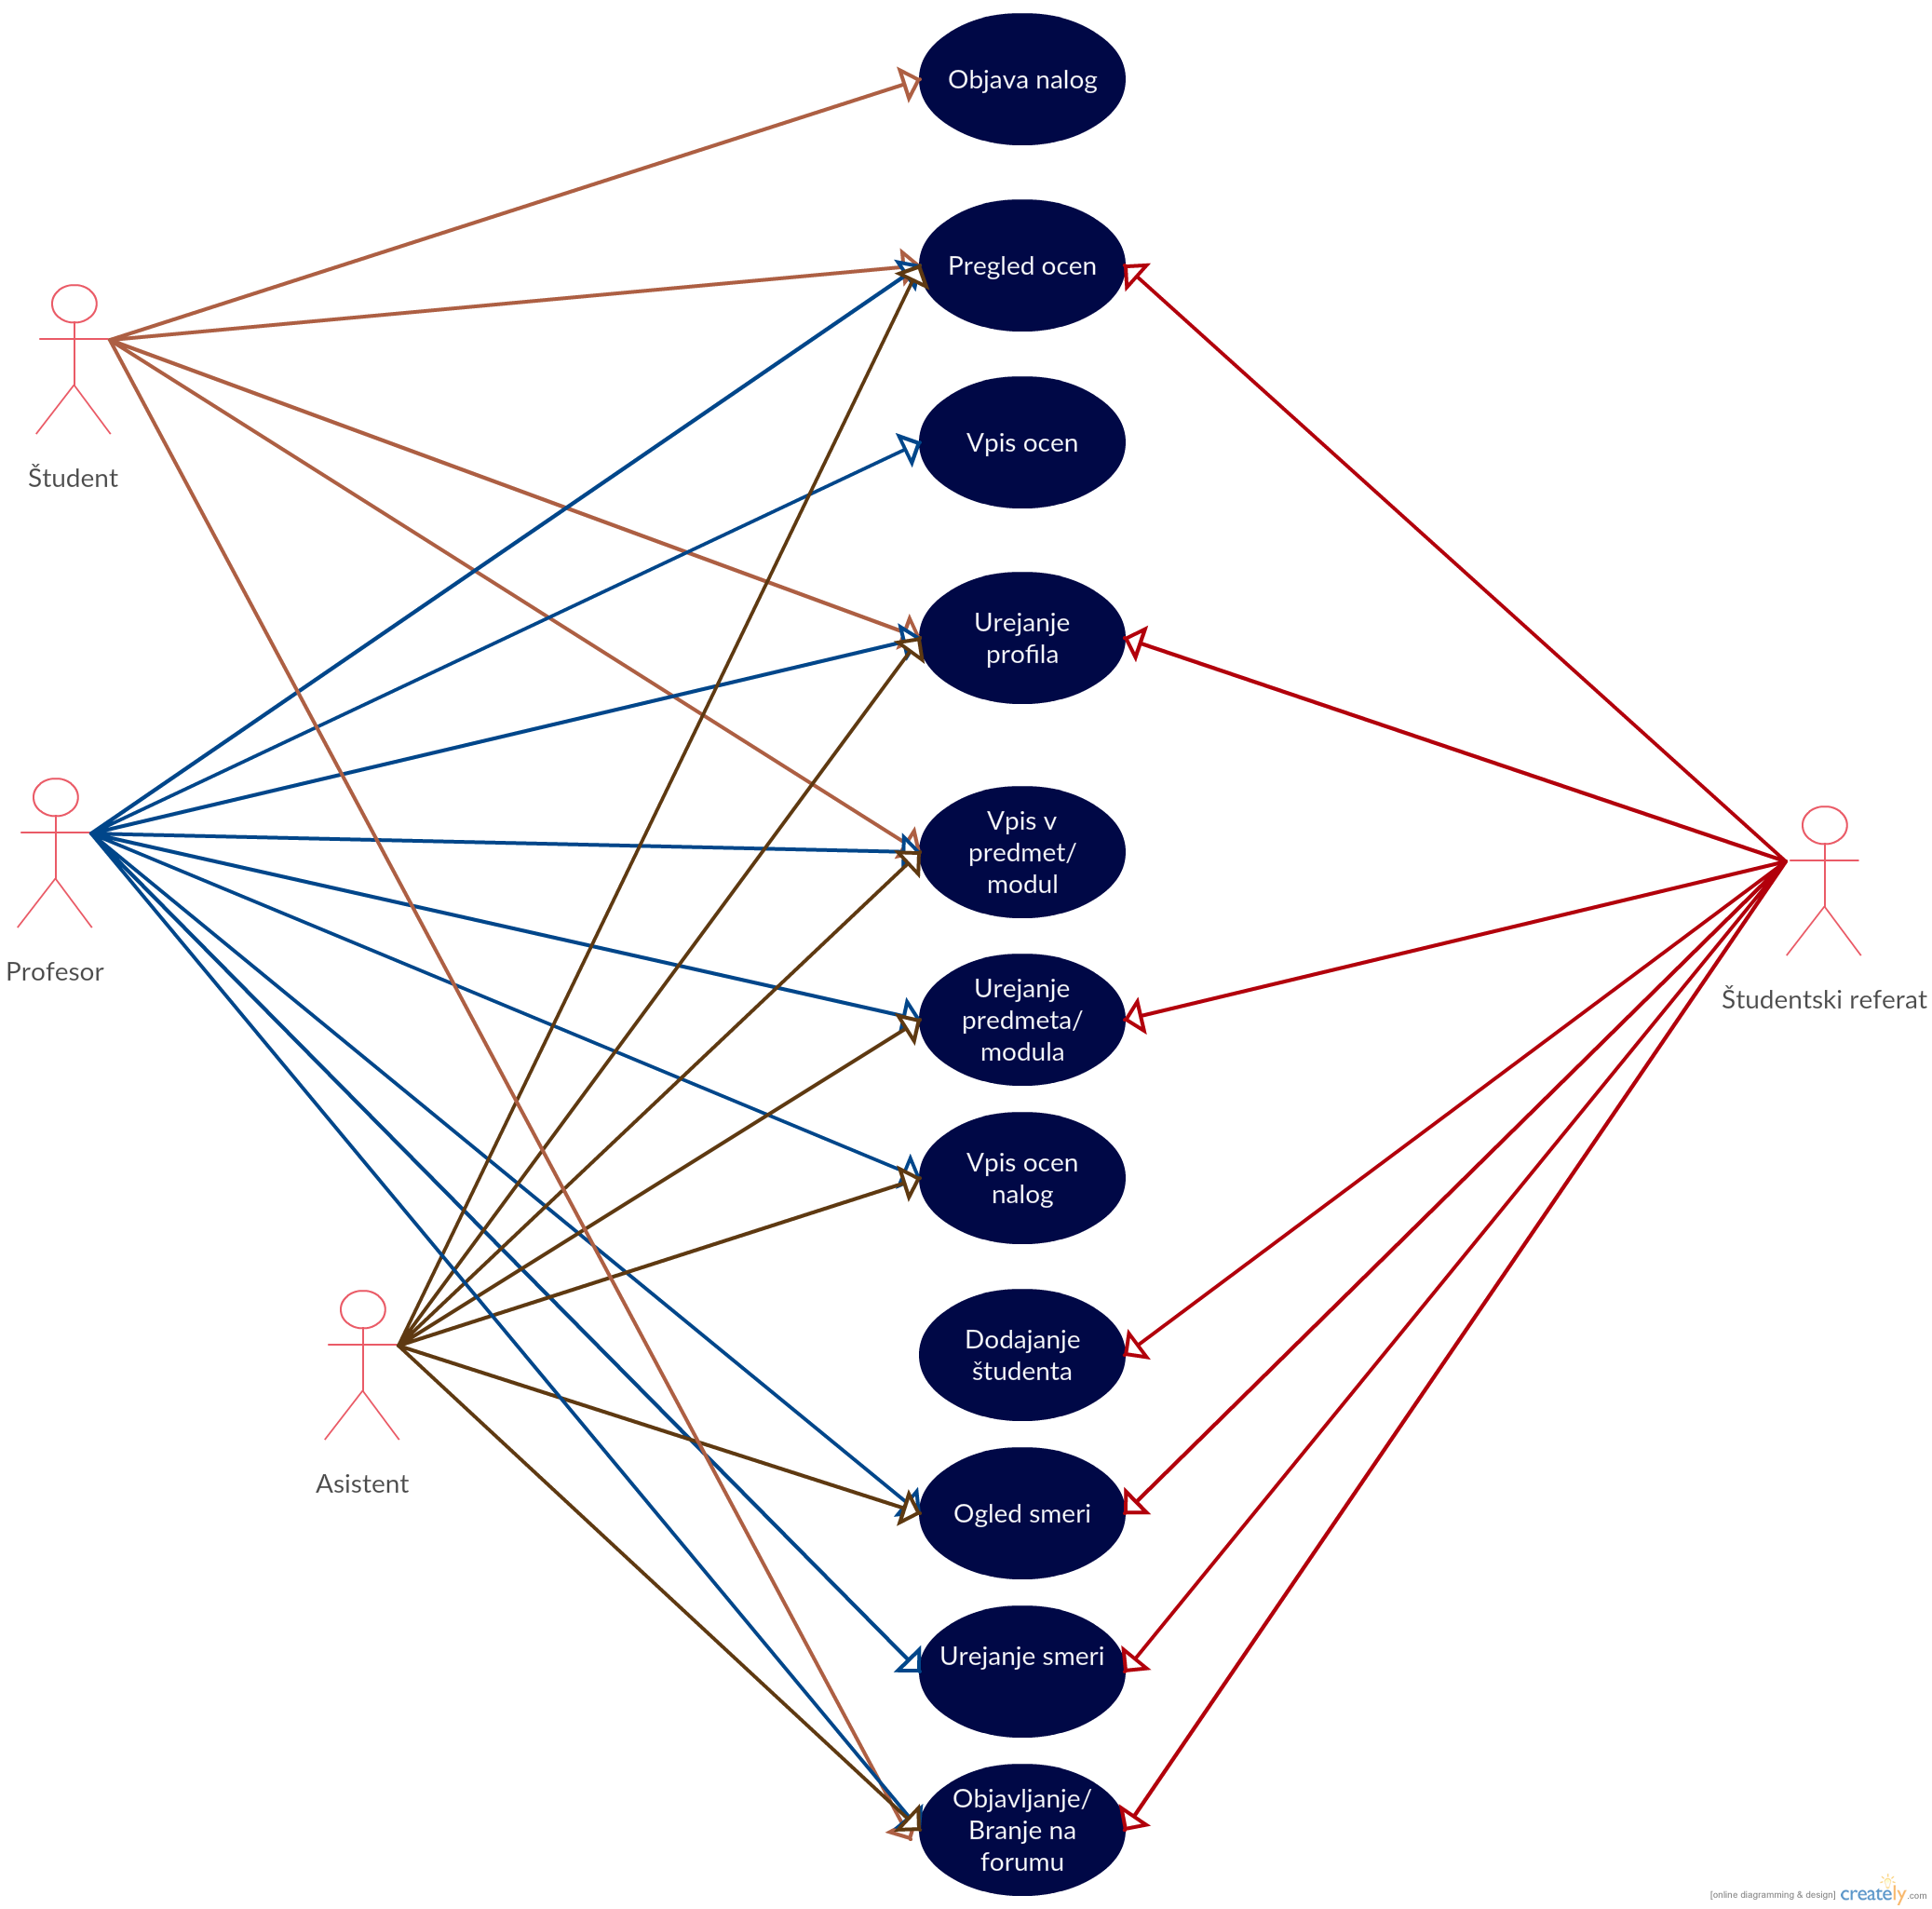 Objava nalog
Pregled ocen
Študent
Vpis ocen
Urejanje
profila
Vpis v
predmet/
modul
Profesor
Urejanje
predmeta/
modula
Študentski referat
Vpis ocen
nalog
Dodajanje
študenta
Asistent
Ogled smeri
Urejanje smeri
Objavljanje/
Branje na
forumu
[online diagramming & design] creately.com